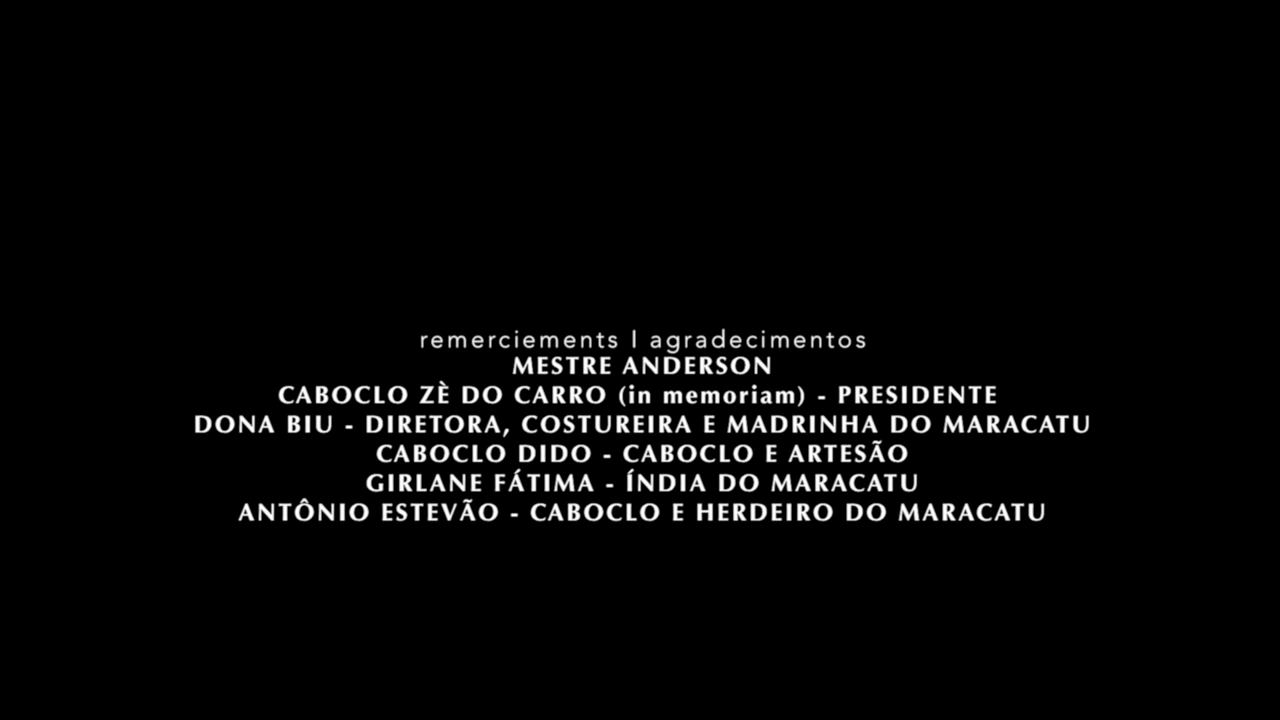 remerciements | agradecimentos
MESTRE ANDERSON
CABOCLO ZÈ DO CARRO (in memoriam) - PRESIDENTE
DONA BIU - DIRETORA, COSTUREIRA E MADRINHA DO MARACATU
CABOCLO DIDO - CABOCLO E ARTESÃO
GIRLANE FÁTIMA - ÍNDIA DO MARACATU
ANTÔNIO ESTEVÃO - CABOCLO E HERDEIRO DO MARACATU